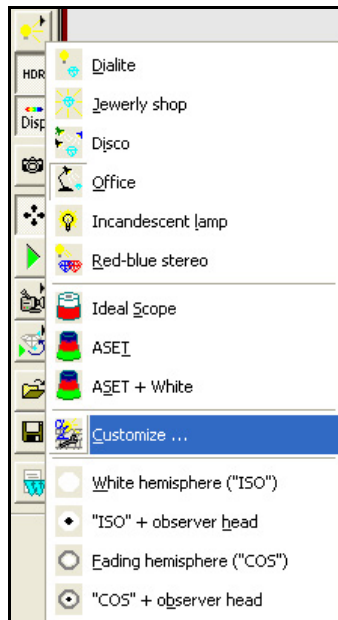 HDR
Disp
Dialite
Jewerly shop
Disco
Office
Incandescent lamp
Red-blue stereo
Ideal Scope
ASET
ASET + White
Customize ...
White hemisphere ("ISO")
"ISO" + observer head
Fading hemisphere ("COS")
"COS" + observer head